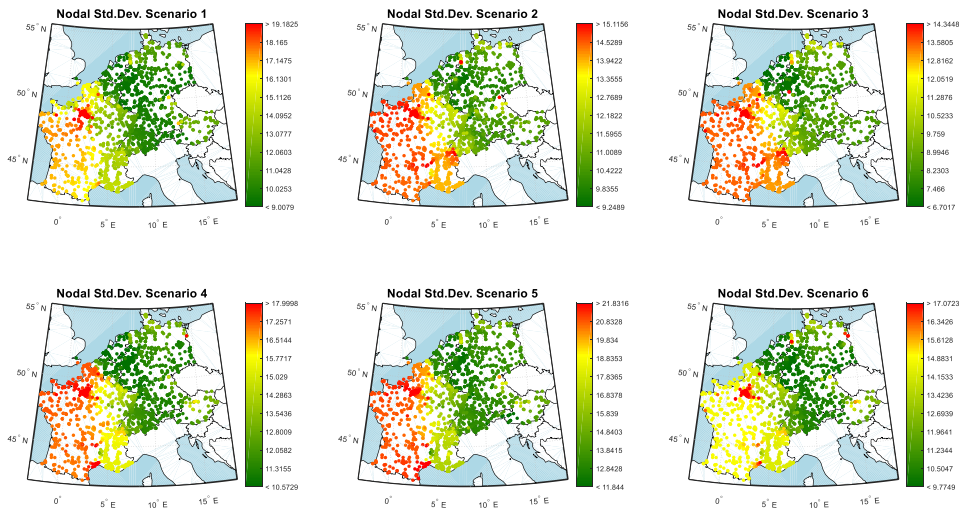 Nodal Std.Dev. Scenario 1
55° N
50° N
45° N
0°
5° E
10° E
15° E
> 19.1825
18.165
17.1475
16.1301
15.1126
14.0952
13.0777
12.0603
11.0428
10.0253
< 9.0079
Nodal Std.Dev. Scenario 2
55° N
50° N
45° N
0°
5° E
10° E
15° E
> 15.1156
14.5289
13.9422
13.3555
12.7689
12.1822
11.5955
11.0089
10.4222
9.8355
< 9.2489
Nodal Std.Dev. Scenario 3
55° N
50° N
45° N
0°
5° E
10° E
15° E
> 14.3448
13.5805
12.8162
12.0519
11.2876
10.5232
9.759
8.9946
8.2303
7.466
< 6.7017
Nodal Std.Dev. Scenario 4
55° N
50° N
45° N
0°
5° E
10° E
15° E
> 17.9998
17.2571
16.5144
15.7717
15.029
14.2863
13.5436
12.8009
12.0582
11.3155
< 10.5729
Nodal Std.Dev. Scenario 5
55° N
50° N
45° N
0°
5° E
10° E
15° E
> 21.8316
20.8328
19.834
18.8353
17.8365
16.8378
15.839
14.8403
13.8415
12.8428
< 11.844
Nodal Std.Dev. Scenario 6
55° N
50° N
45° N
0°
5° E
10° E
15° E
> 17.0723
16.3426
15.6128
14.8831
14.1533
13.4236
12.6939
11.9641
11.2344
10.5047
< 9.7749